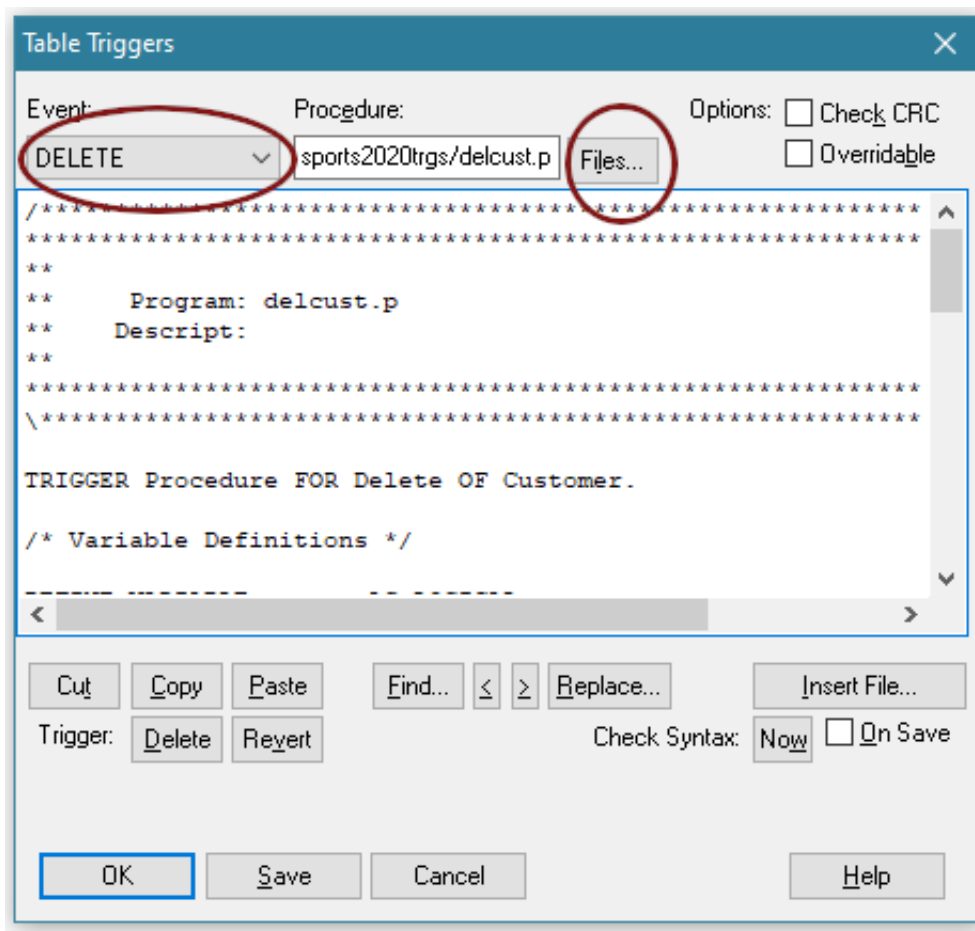 Table Triggers
Event: Procedure: Options: Check CRC
DELETE sports2020trgs/delcust.p Files... Overridable
/***********************************************************
************************************************************
**
** Program: delcust.p
** Descript:
**
************************************************************
\***********************************************************
TRIGGER Procedure FOR Delete OF Customer.
/* Variable Definitions */
Cut Copy Paste Find... < > Replace... Insert File...
Trigger: Delete Revert Check Syntax: Now On Save
OK Save Cancel Help